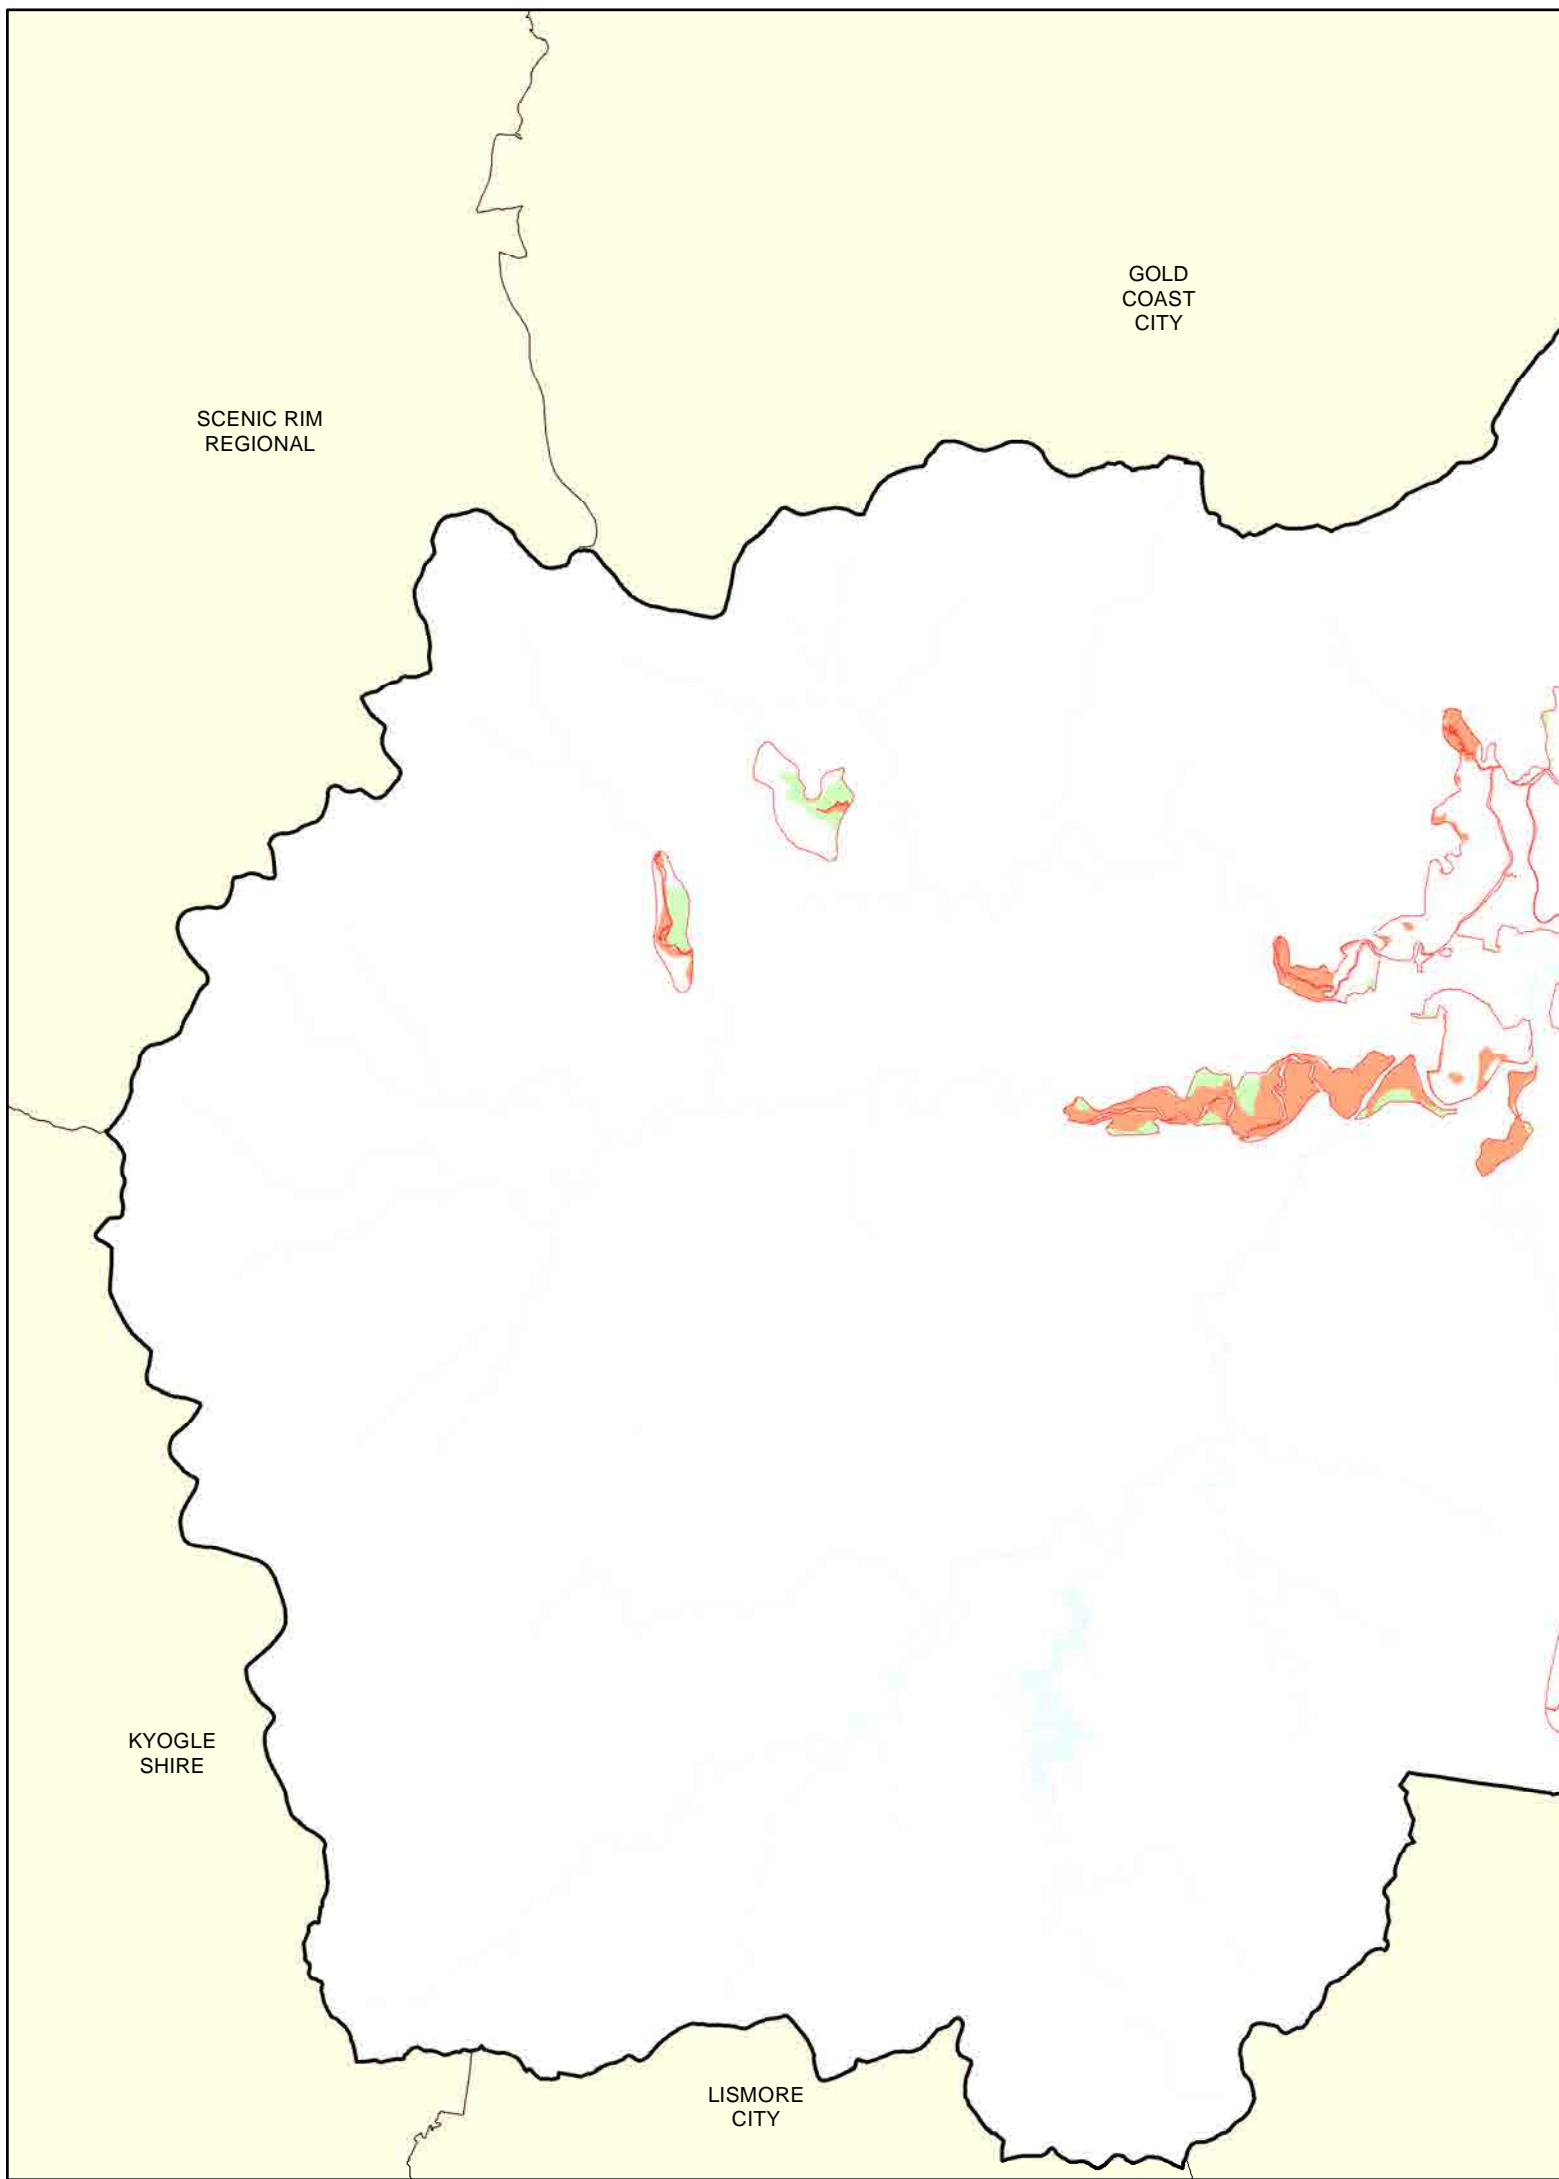 GOLD
COAST
CITY
SCENIC RIM
REGIONAL
KYOGLE
SHIRE
LISMORE
CITY